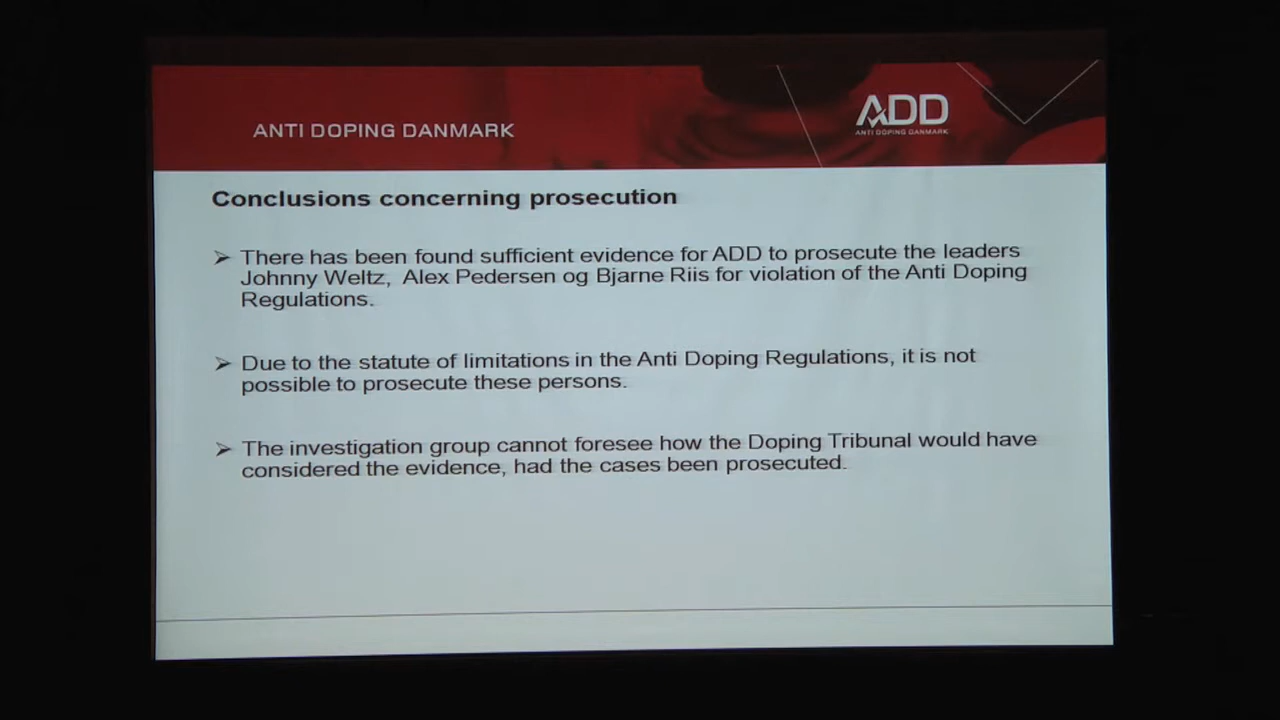 ANTI DOPING DANMARK
ADD
ANTI DOPING DANMARK
Conclusions concerning prosecution
There has been found sufficient evidence for ADD to prosecute the leaders
Johnny Weltz, Alex Pedersen og Bjarne Riis for violation of the Anti Doping
Regulations.
Due to the statute of limitations in the Anti Doping Regulations, it is not
possible to prosecute these persons.
The investigation group cannot foresee how the Doping Tribunal would have
considered the evidence, had the cases been prosecuted.